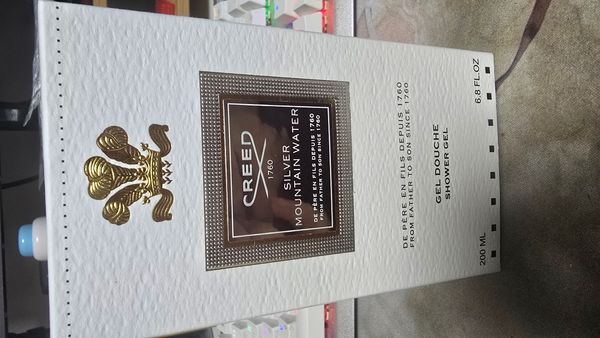 CREED
1760
SILVER
MOUNTAIN WATER
DE PÈRE EN FILS DEPUIS 1760
FROM FATHER TO SON SINCE 1760
DE PÈRE EN FILS DEPUIS 1760
FROM FATHER TO SON SINCE 1760
GEL DOUCHE
SHOWER GEL
200 ML 6.8 FL.OZ